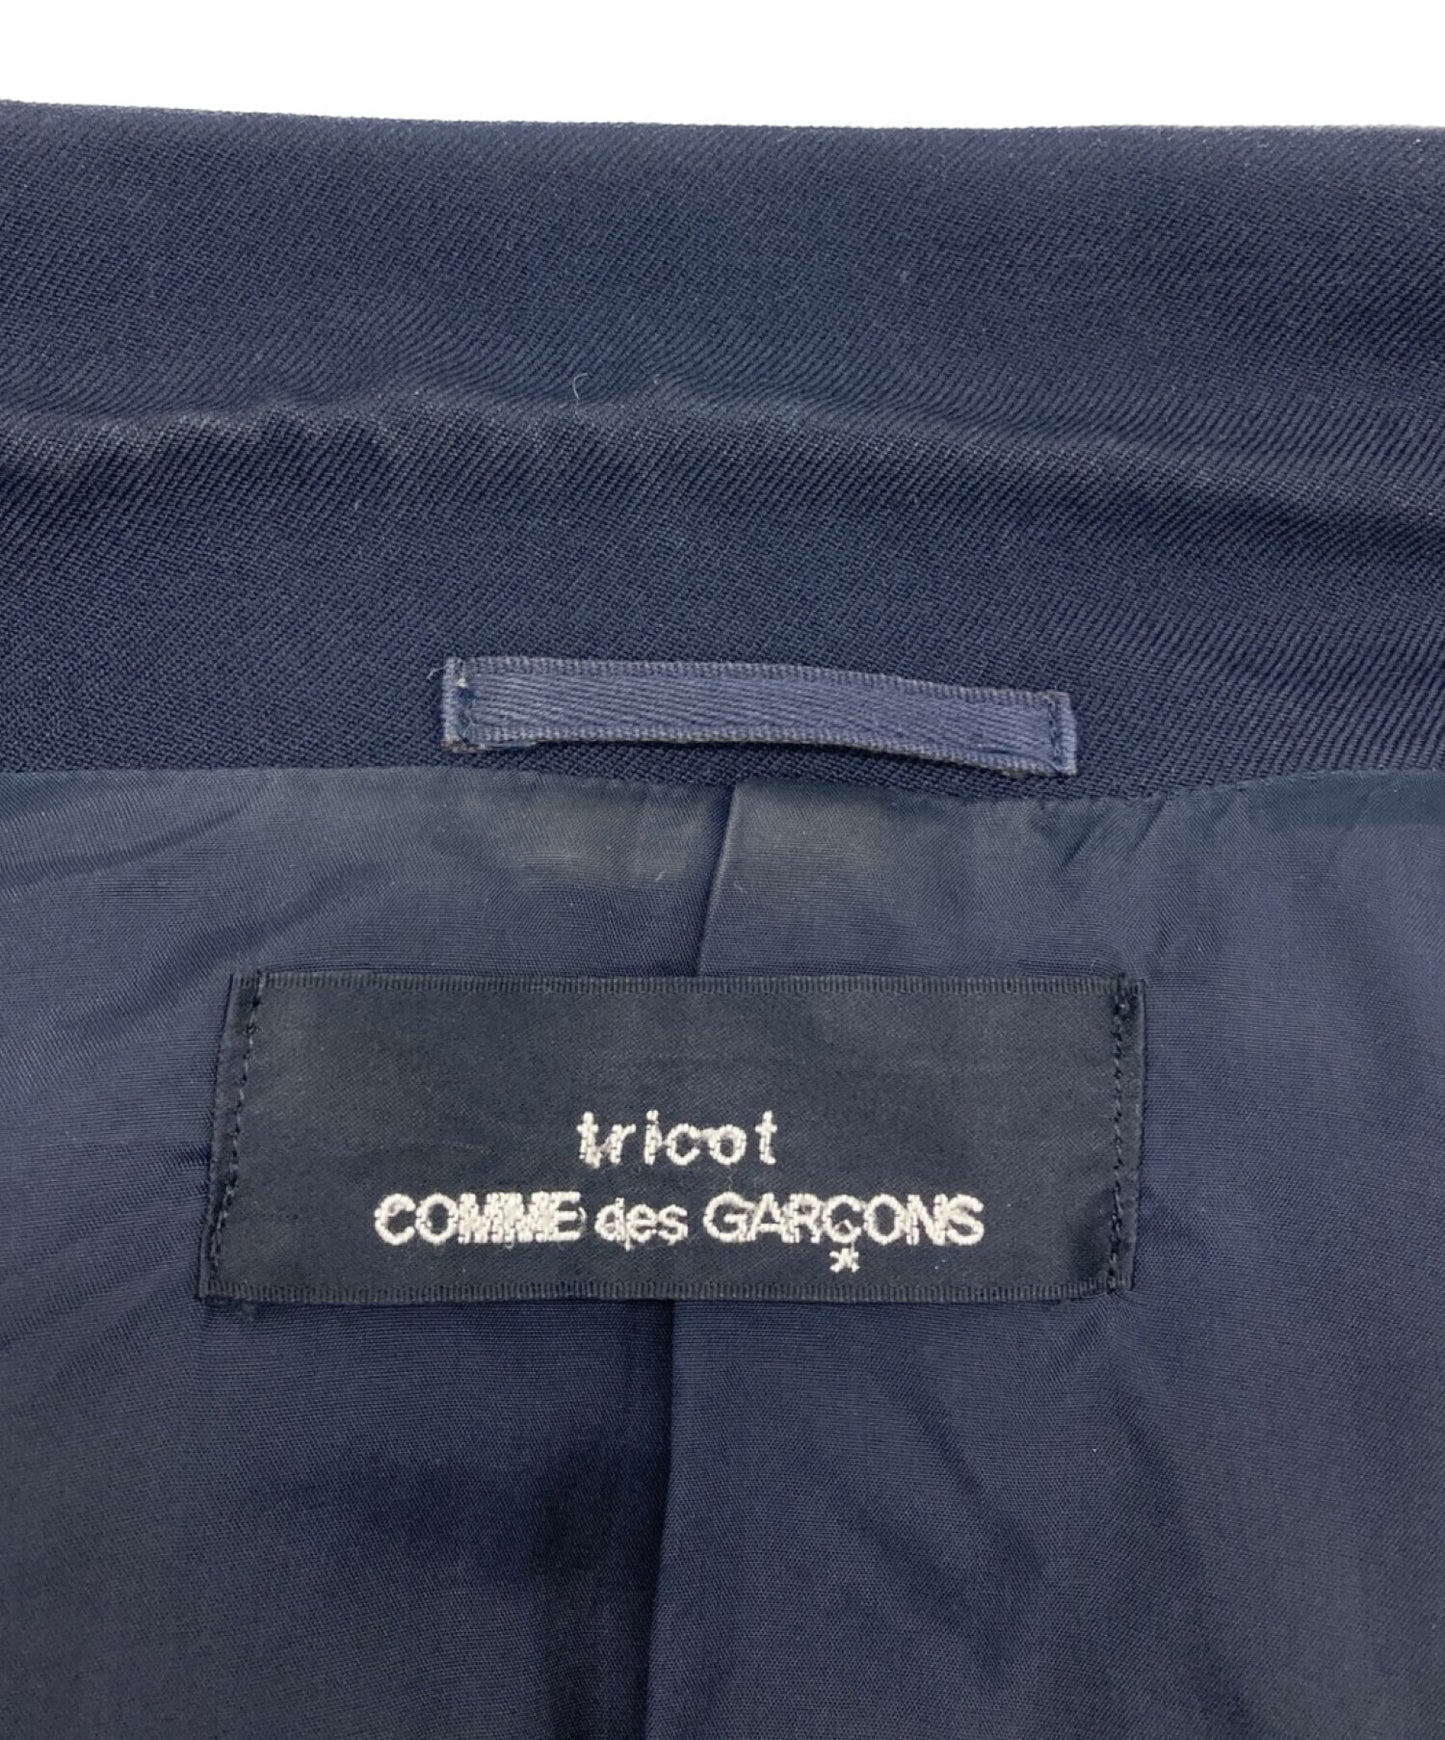 tricot
COMME des GARÇONS
*